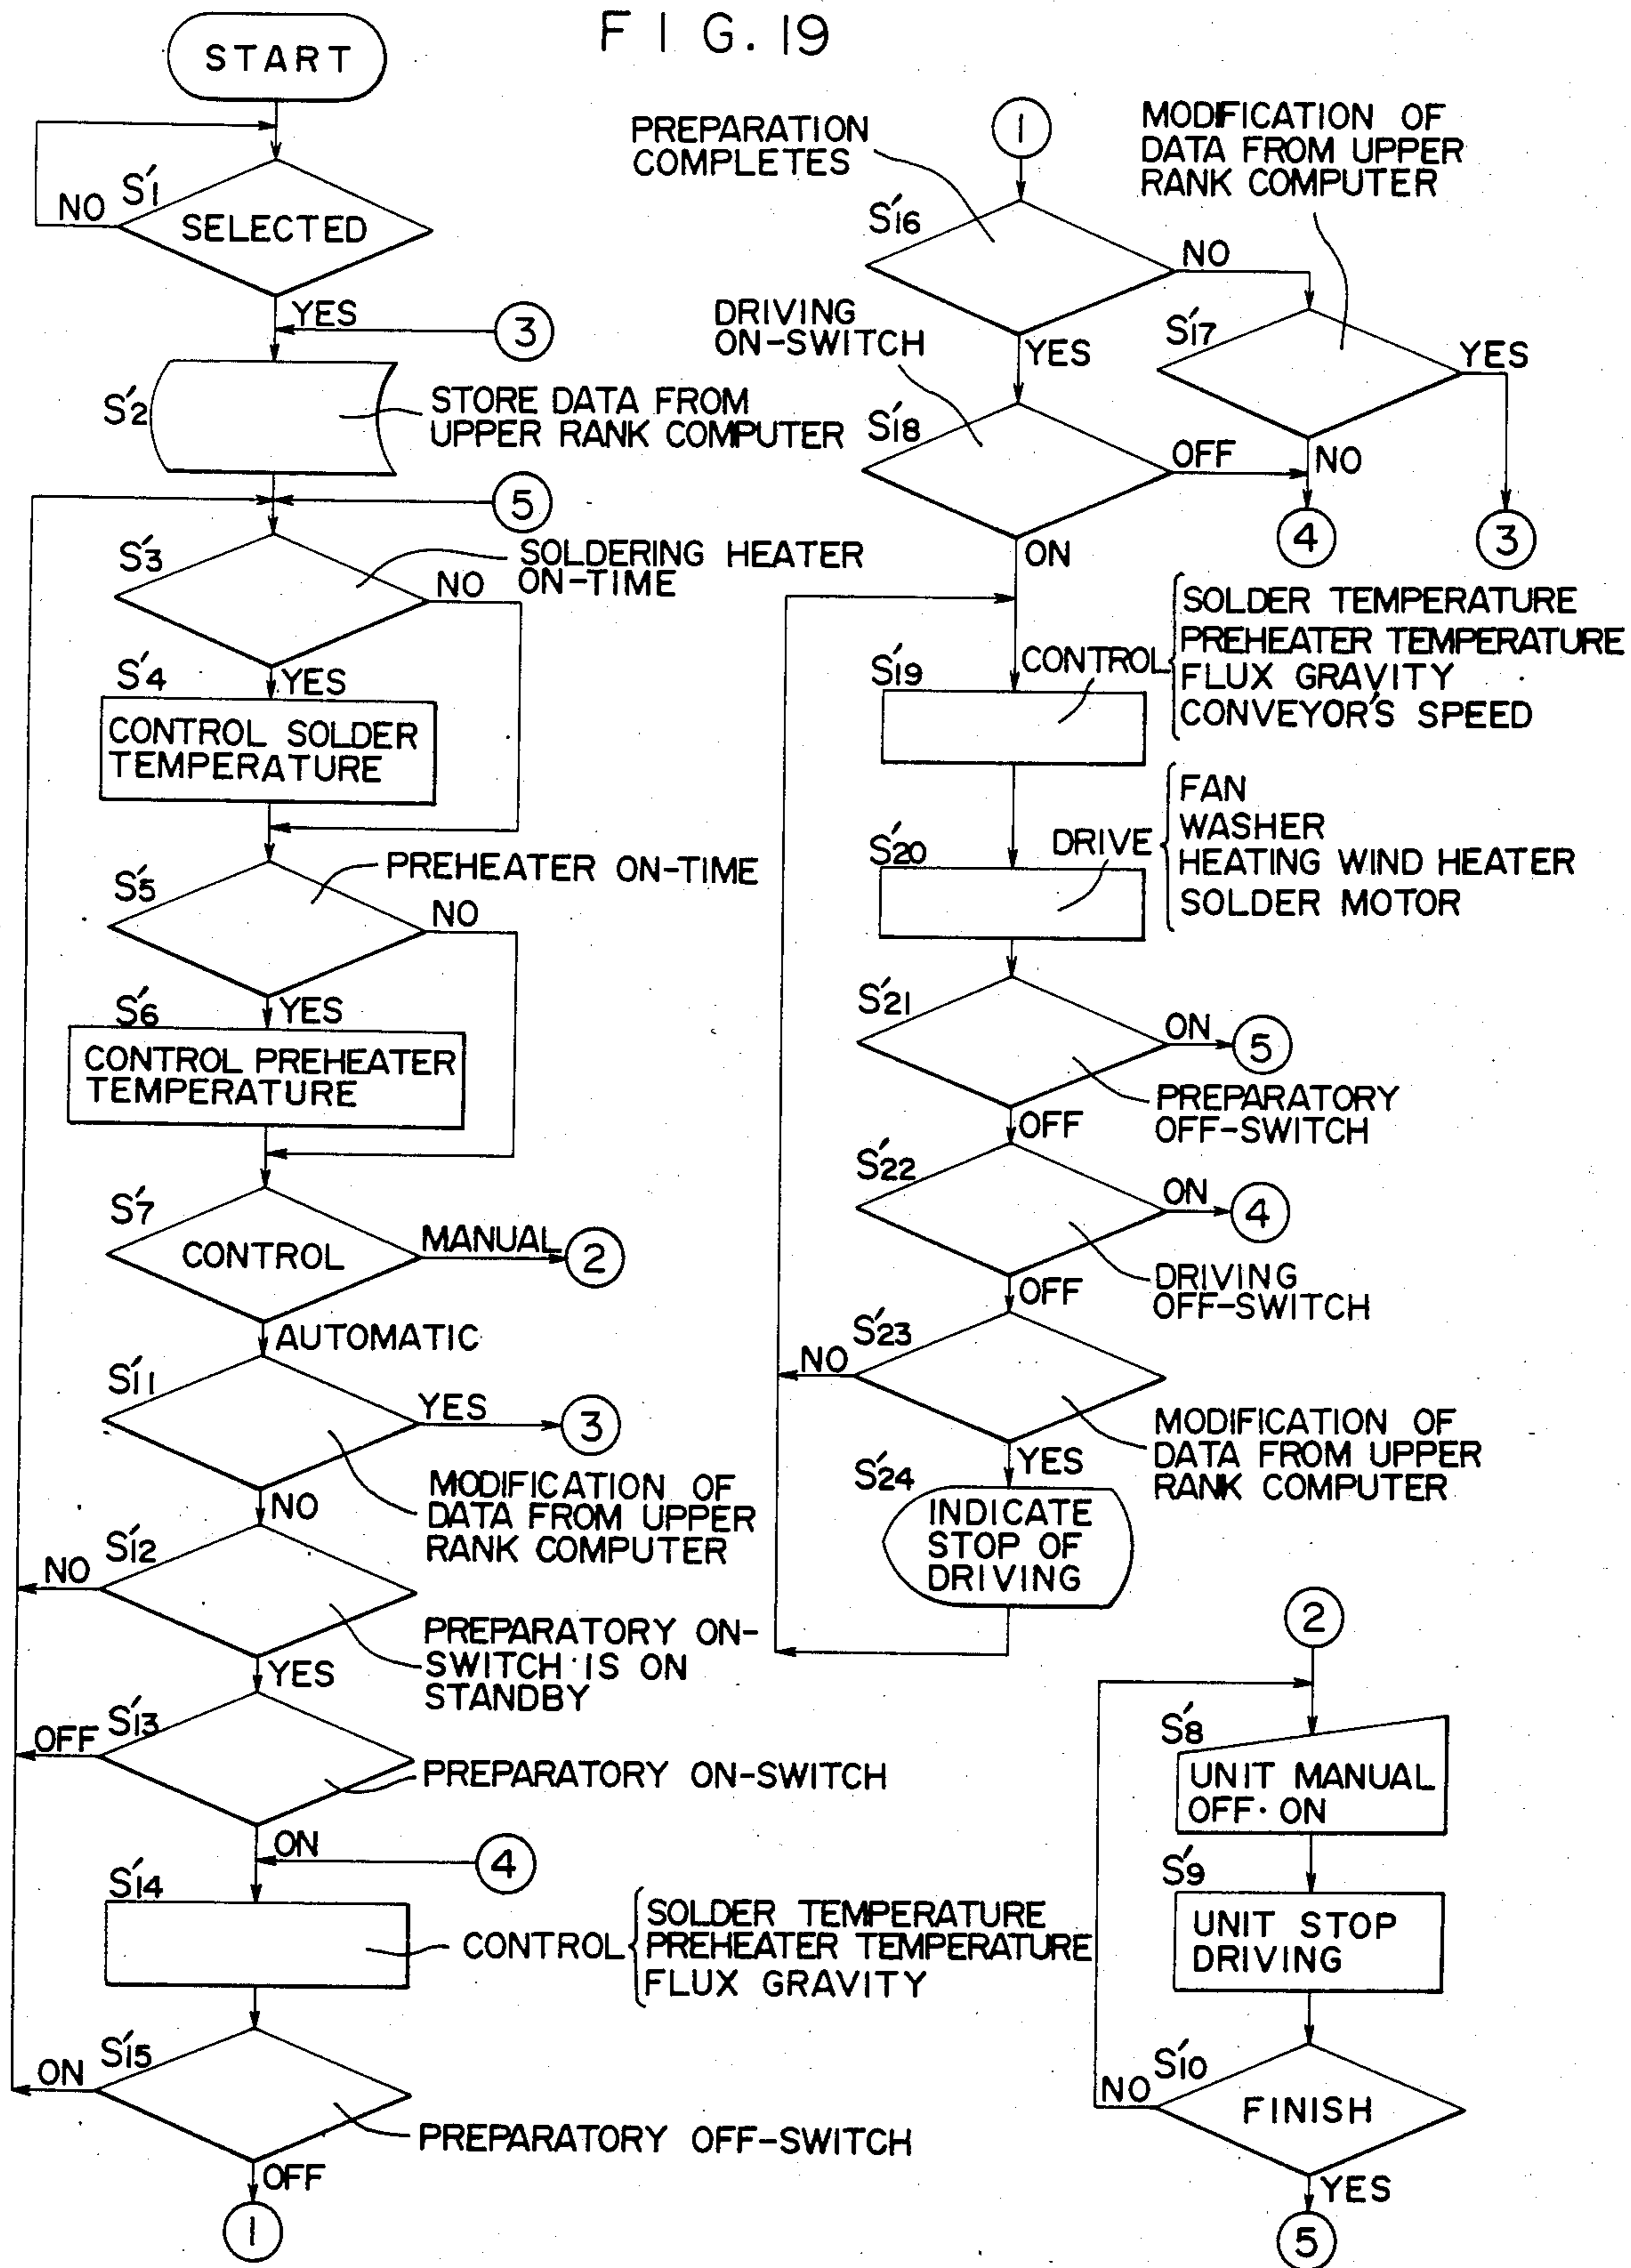 FIG. 19
START
S'1
NO
SELECTED
YES
3
S'2
STORE DATA FROM
UPPER RANK COMPUTER
5
S'3
SOLDERING HEATER
ON-TIME
NO
YES
S'4
CONTROL SOLDER
TEMPERATURE
PREHEATER ON-TIME
S'5
NO
YES
S'6
CONTROL PREHEATER
TEMPERATURE
S'7
CONTROL
MANUAL
2
AUTOMATIC
S'11
YES
3
MODIFICATION OF
DATA FROM UPPER
RANK COMPUTER
NO
S'12
NO
PREPARATORY ON-
SWITCH IS ON
STANDBY
YES
S'13
OFF
PREPARATORY ON-SWITCH
ON
4
S'14
CONTROL
SOLDER TEMPERATURE
PREHEATER TEMPERATURE
FLUX GRAVITY
S'15
ON
PREPARATORY OFF-SWITCH
OFF
1
1
PREPARATION
COMPLETES
MODIFICATION OF
DATA FROM UPPER
RANK COMPUTER
S'16
NO
YES
S'17
YES
DRIVING
ON-SWITCH
S'18
OFF
NO
4
3
ON
S'19
CONTROL
SOLDER TEMPERATURE
PREHEATER TEMPERATURE
FLUX GRAVITY
CONVEYOR'S SPEED
S'20
DRIVE
FAN
WASHER
HEATING WIND HEATER
SOLDER MOTOR
S'21
ON
5
PREPARATORY
OFF-SWITCH
OFF
S'22
ON
4
DRIVING
OFF-SWITCH
OFF
S'23
NO
MODIFICATION OF
DATA FROM UPPER
RANK COMPUTER
YES
S'24
INDICATE
STOP OF
DRIVING
2
S'8
UNIT MANUAL
OFF・ON
S'9
UNIT STOP
DRIVING
S'10
NO
FINISH
YES
5